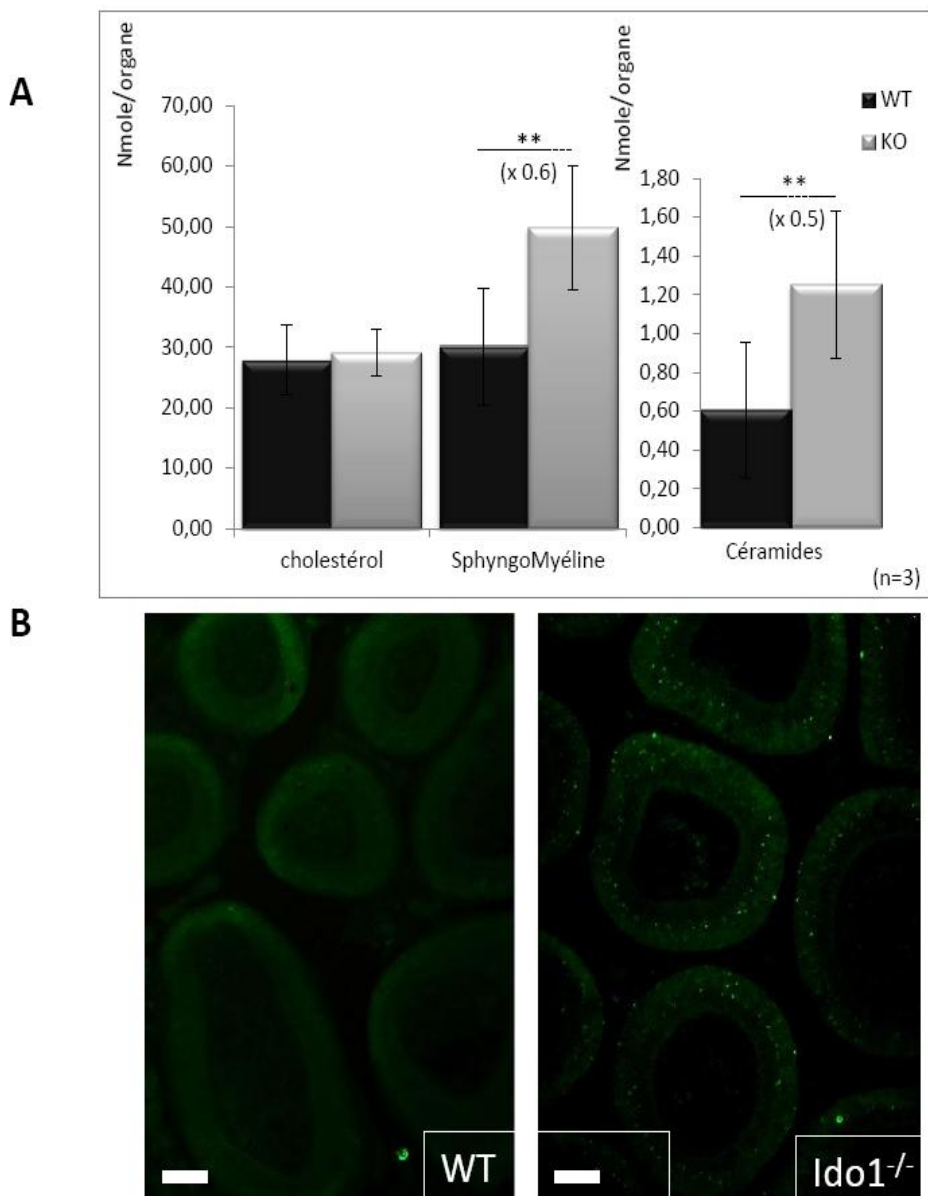 A
Nmole/organe
70,00
60,00
50,00
40,00
30,00
20,00
10,00
0,00
**
(x 0.6)
cholestérol
SphyngoMyéline
Nmole/organe
WT
KO
1,80
1,60
1,40
1,20
1,00
0,80
0,60
0,40
0,20
0,00
**
(x 0.5)
Céramides
(n=3)
B
WT
Ido1-/-